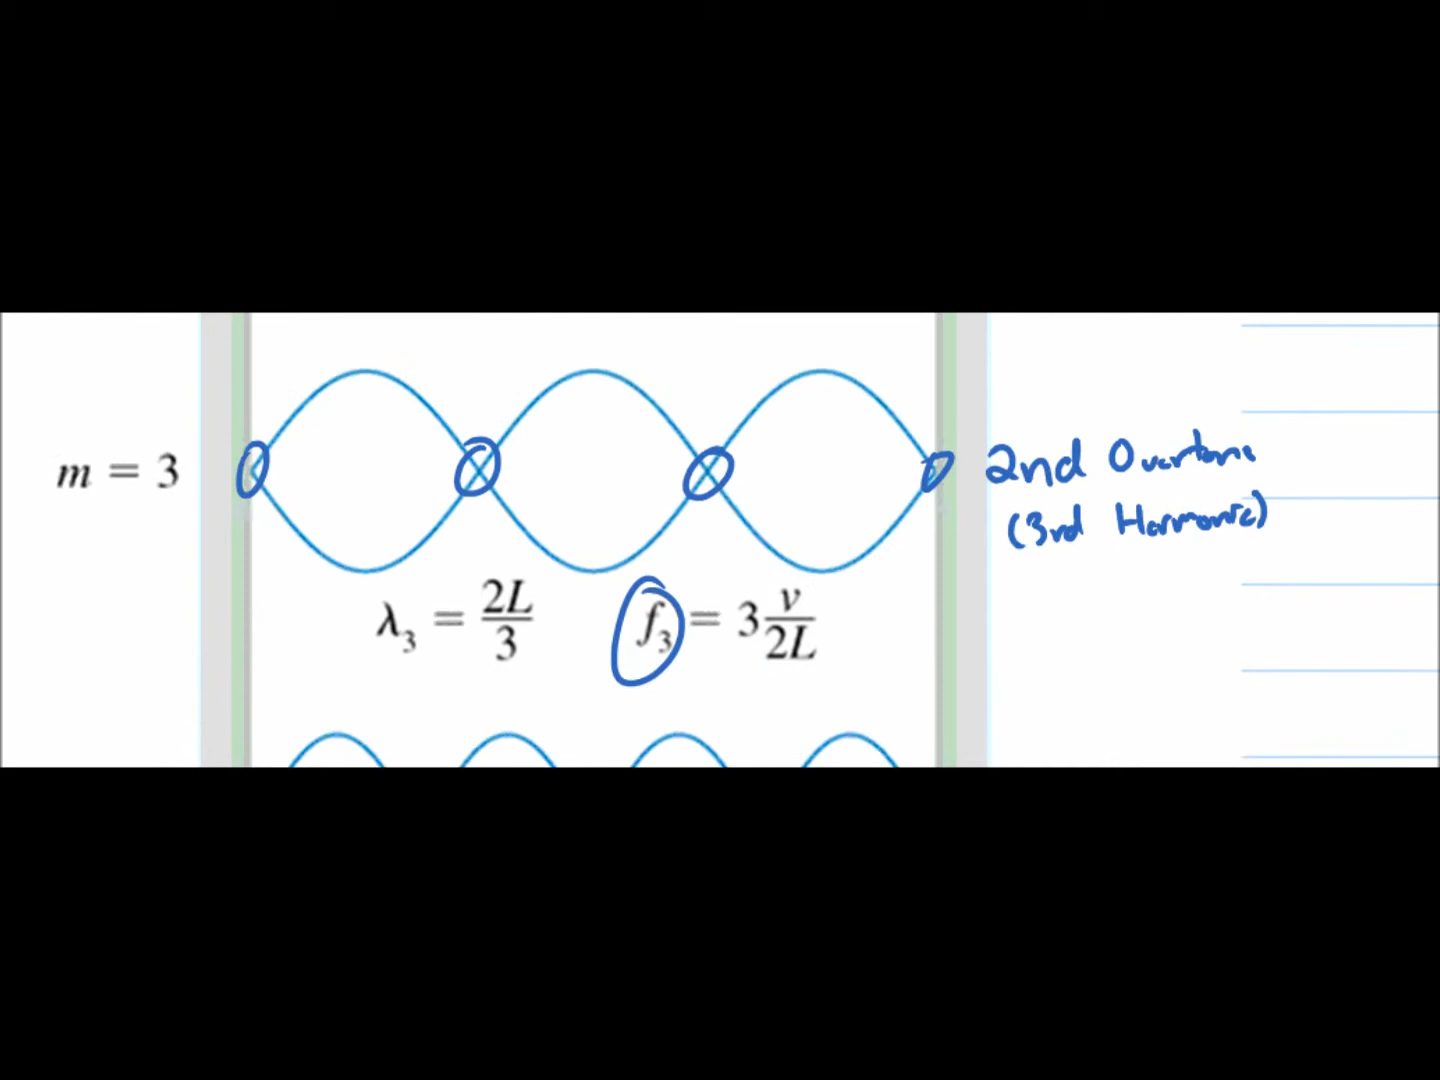 m = 3
2nd Overtone
(3rd Harmonic)
λ₃ = 2L/3
f₃ = 3 v/2L